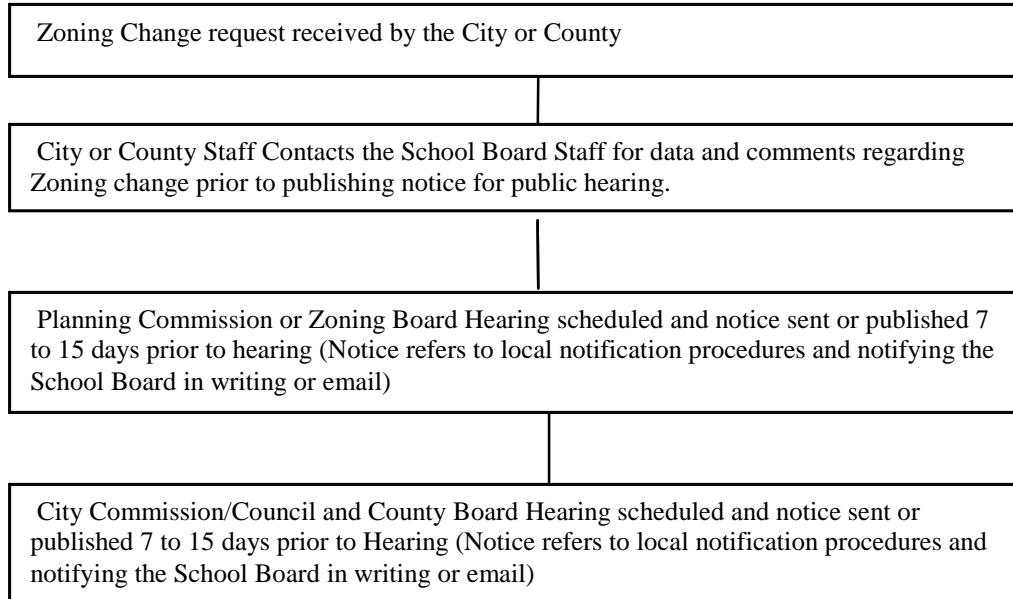 Zoning Change request received by the City or County
City or County Staff Contacts the School Board Staff for data and comments regarding
Zoning change prior to publishing notice for public hearing.
Planning Commission or Zoning Board Hearing scheduled and notice sent or published 7
to 15 days prior to hearing (Notice refers to local notification procedures and notifying the
School Board in writing or email)
City Commission/Council and County Board Hearing scheduled and notice sent or
published 7 to 15 days prior to Hearing (Notice refers to local notification procedures and
notifying the School Board in writing or email)